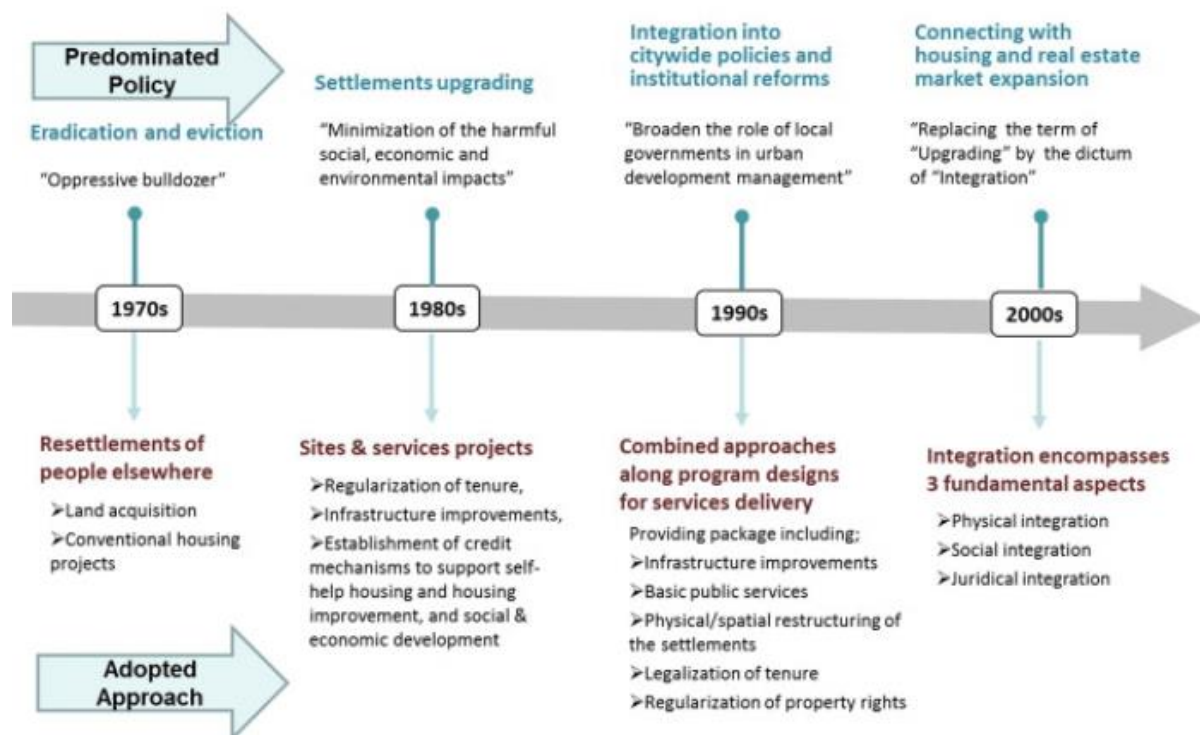 Predominated
Policy
Eradication and eviction
"Oppressive bulldozer"
Settlements upgrading
"Minimization of the harmful
social, economic and
environmental impacts"
Integration into
citywide policies and
institutional reforms
"Broaden the role of local
governments in urban
development management"
Connecting with
housing and real estate
market expansion
"Replacing the term of
"Upgrading" by the dictum
of "Integration"
1970s
1980s
1990s
2000s
Resettlements of
people elsewhere
➢Land acquisition
➢Conventional housing
projects
Sites & services projects
➢Regularization of tenure,
➢Infrastructure improvements,
➢Establishment of credit
mechanisms to support self-
help housing and housing
improvement, and social &
economic development
Combined approaches
along program designs
for services delivery
Providing package including;
➢Infrastructure improvements
➢Basic public services
➢Physical/spatial restructuring of
the settlements
➢Legalization of tenure
➢Regularization of property rights
Integration encompasses
3 fundamental aspects
➢Physical integration
➢Social integration
➢Juridical integration
Adopted
Approach